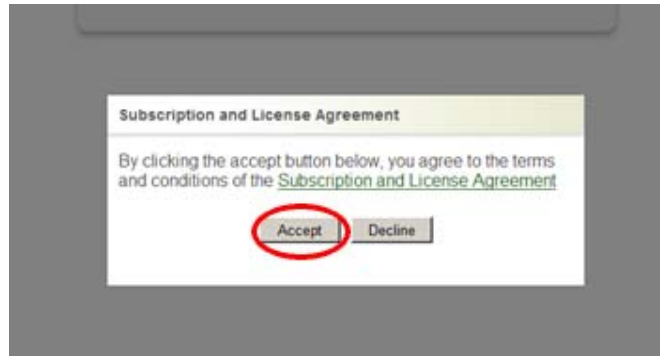 Subscription and License Agreement
By clicking the accept button below, you agree to the terms
and conditions of the Subscription and License Agreement
Accept Decline